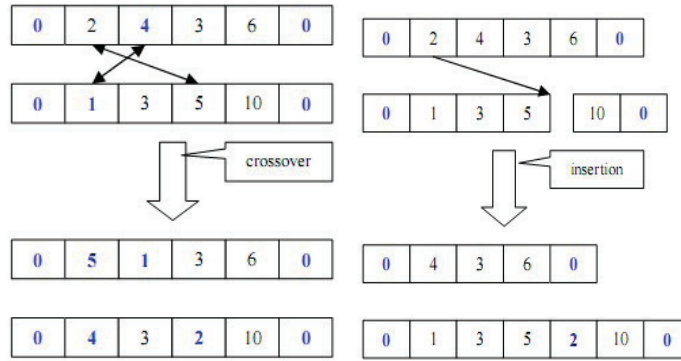 0 2 4 3 6 0
0 1 3 5 10 0
crossover
0 5 1 3 6 0
0 4 3 2 10 0
0 2 4 3 6 0
0 1 3 5 10 0
insertion
0 4 3 6 0
0 1 3 5 2 10 0